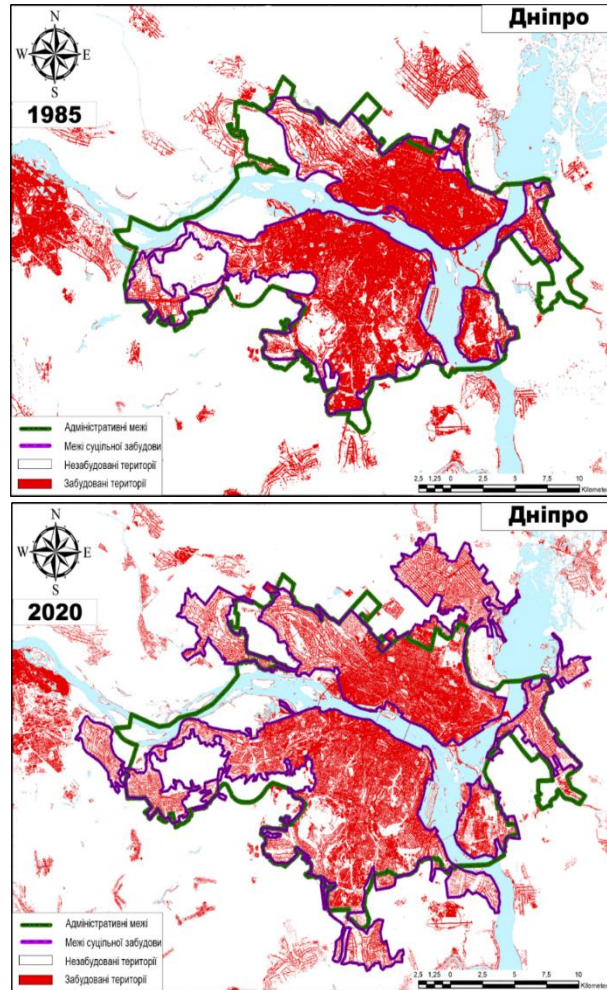 Дніпро
N
W E
S
1985
Адміністративні межі
Межі суцільної забудови
Незабудовані території
Забудовані території
2,5 1,25 0 2,5 5 7,5 10
Kilometer
Дніпро
N
W E
S
2020
Адміністративні межі
Межі суцільної забудови
Незабудовані території
Забудовані території
2,5 1,25 0 2,5 5 7,5 10
Kilometer